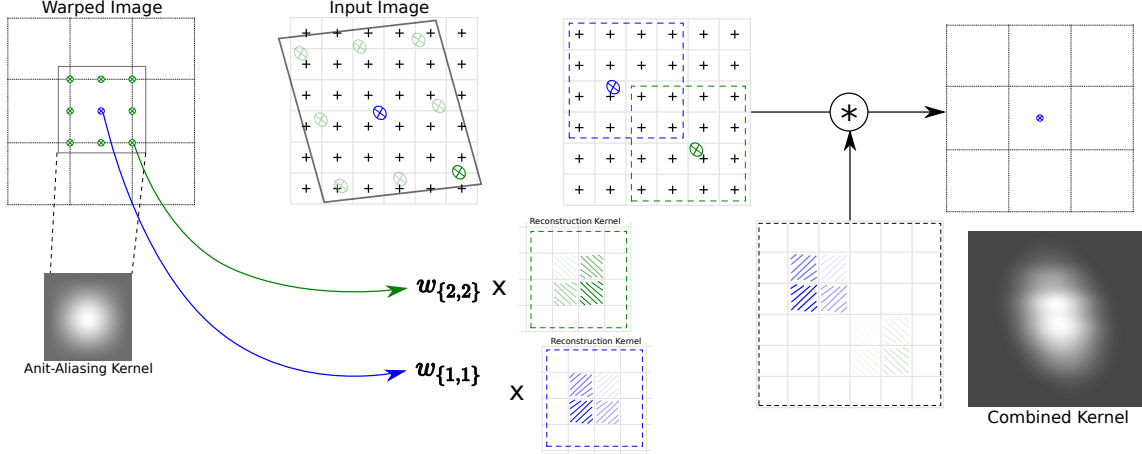 Warped Image
Input Image
Reconstruction Kernel
w{2,2} x
Reconstruction Kernel
w{1,1}
x
*
Anit-Aliasing Kernel
Combined Kernel